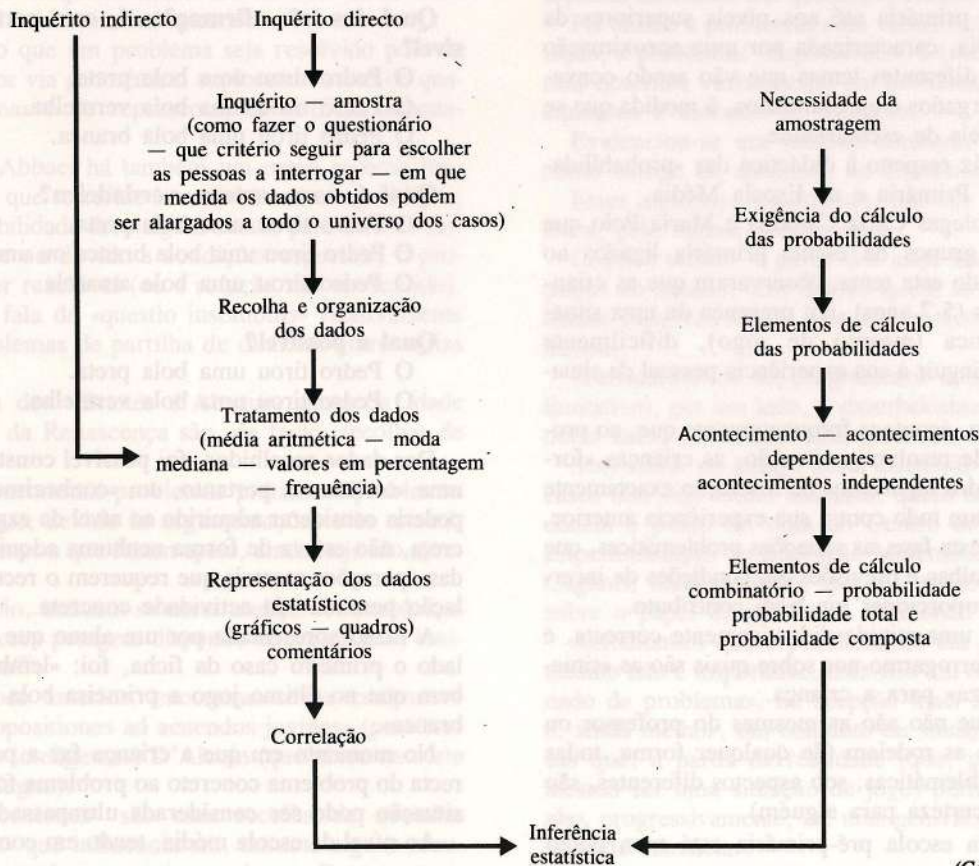 Inquérito indirecto
Inquérito directo
Inquérito — amostra
(como fazer o questionário
— que critério seguir para escolher
as pessoas a interrogar — em que
medida os dados obtidos podem
ser alargados a todo o universo dos casos)
Recolha e organização
dos dados
Tratamento dos dados
(média aritmética — moda
mediana — valores em percentagem
— frequência)
Representação dos dados
estatísticos
(gráficos — quadros)
comentários
Correlação
Necessidade da
amostagem
Exigência do cálculo
das probabilidades
Elementos de cálculo
das probabilidades
Acontecimento — acontecimentos
dependentes e
acontecimentos independentes
Elementos de cálculo
combinatório — probabilidade
probabilidade total e
probabilidade composta
Inferência
estatística